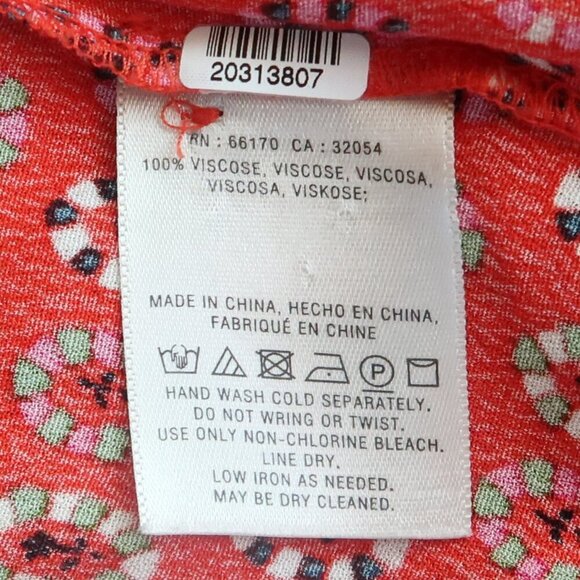 20313807
RN : 66170 CA : 32054
100% VISCOSE, VISCOSE, VISCOSA,
VISCOSA, VISKOSE;
MADE IN CHINA, HECHO EN CHINA,
FABRIQUÉ EN CHINE
P
HAND WASH COLD SEPARATELY.
DO NOT WRING OR TWIST.
USE ONLY NON-CHLORINE BLEACH.
LINE DRY.
LOW IRON AS NEEDED.
MAY BE DRY CLEANED.